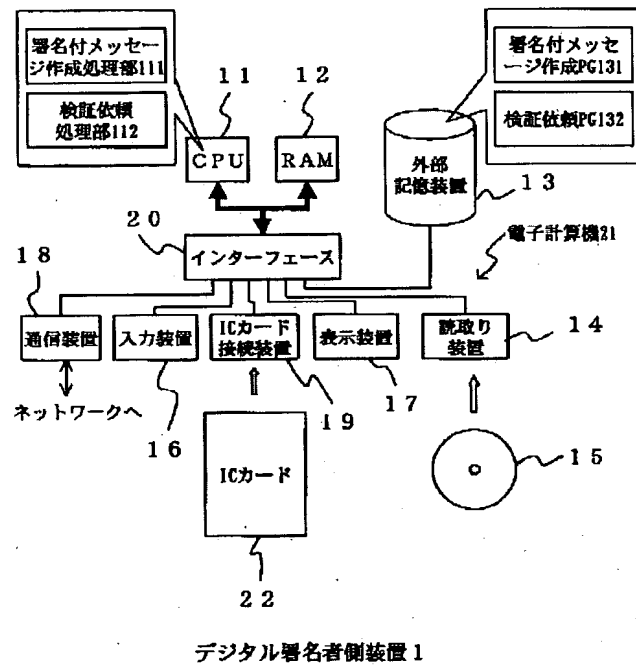 署名付メッセー
ジ作成処理部111
検証依頼
処理部112
11
CPU
12
RAM
署名付メッセ
ージ作成PG131
検証依頼PG132
外部
記憶装置
13
電子計算機21
20
インターフェース
18
通信装置
入力装置
ICカード
接続装置
表示装置
読取り
装置
14
ネットワークへ
16
19
17
ICカード
15
22
デジタル署名者側装置1